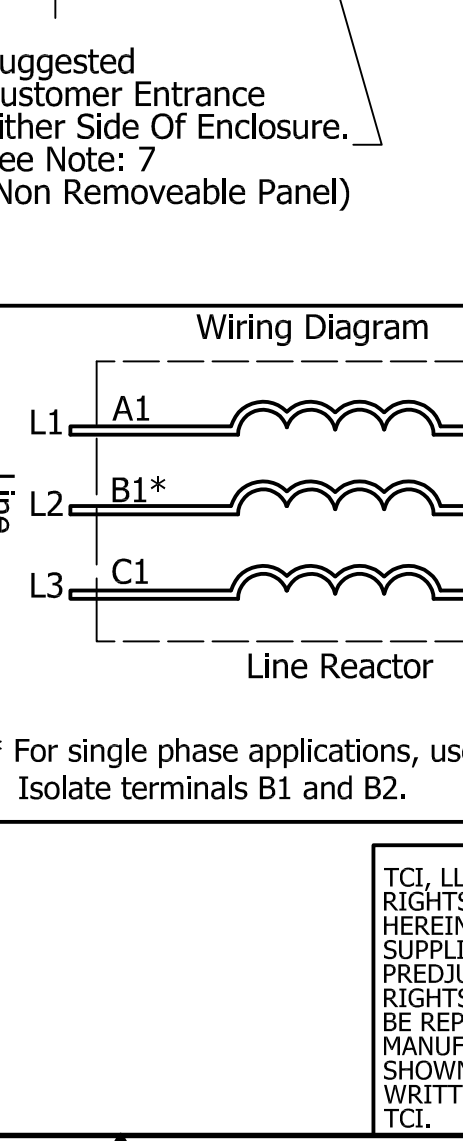 uggested
ustomer Entrance
ither Side Of Enclosure.
ee Note: 7
Non Removeable Panel)
Wiring Diagram
L1 A1
Line
L2 B1*
L3 C1
Line Reactor
* For single phase applications, use
Isolate terminals B1 and B2.
TCI, LL
RIGHTS
HEREIN
SUPPLI
PREDJU
RIGHTS
BE REP
MANUF
SHOWN
WRITT
TCI.